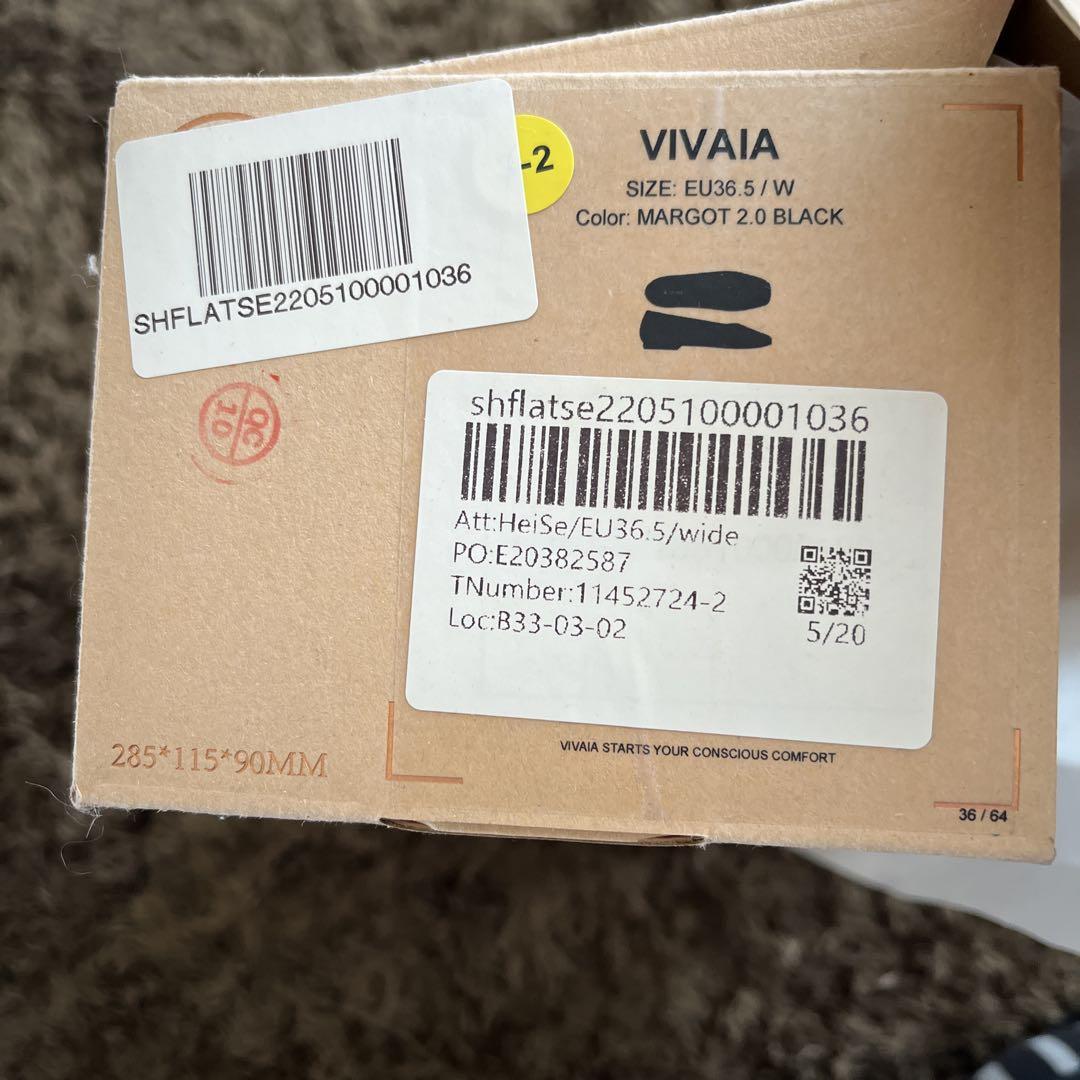 VIVAIA
SIZE: EU36.5 / W
Color: MARGOT 2.0 BLACK
-2
SHFLATSE2205100001036
QC
10
shflatse2205100001036
Att:HeiSe/EU36.5/wide
PO:E20382587
TNumber:11452724-2
Loc:B33-03-02
5/20
285*115*90MM
VIVAIA STARTS YOUR CONSCIOUS COMFORT
36 / 64